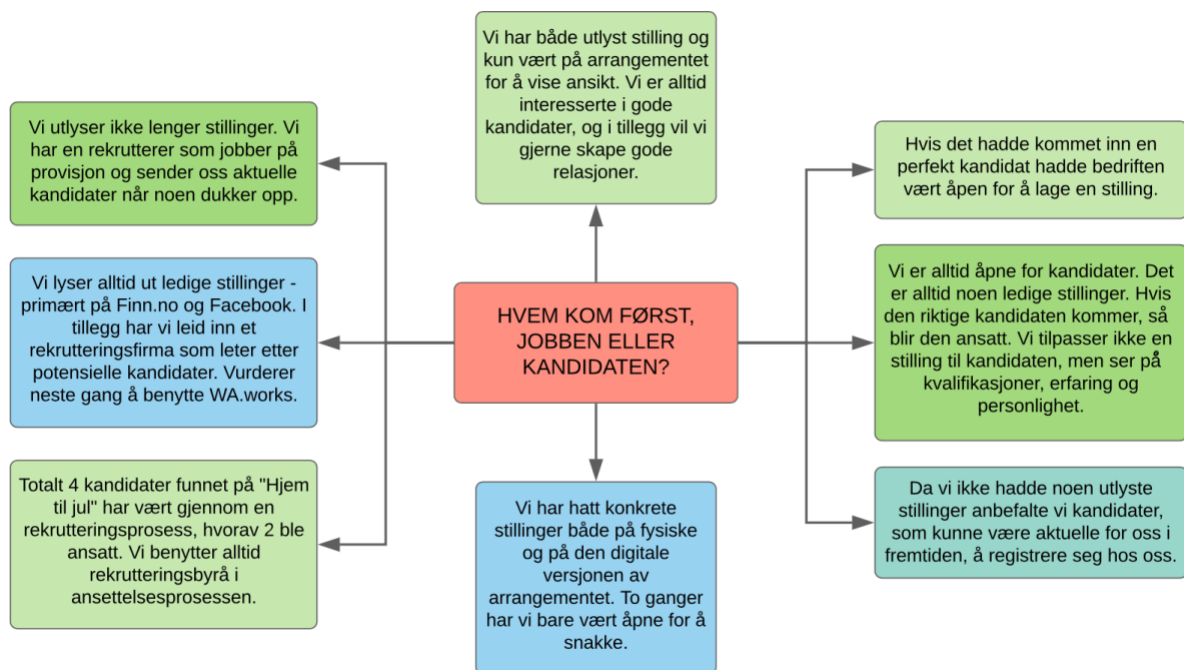 Vi har både utlyst stilling og
kun vært på arrangementet
for å vise ansikt. Vi er alltid
interesserte i gode
kandidater, og i tillegg vil vi
gjerne skape gode
relasjoner.
Vi utlyser ikke lenger stillinger. Vi
har en rekrutterer som jobber på
provisjon og sender oss aktuelle
kandidater når noen dukker opp.
Hvis det hadde kommet inn en
perfekt kandidat hadde bedriften
vært åpen for å lage en stilling.
Vi lyser alltid ut ledige stillinger -
primært på Finn.no og Facebook. I
tillegg har vi leid inn et
rekrutteringsfirma som leter etter
potensielle kandidater. Vurderer
neste gang å benytte WA.works.
HVEM KOM FØRST,
JOBBEN ELLER
KANDIDATEN?
Vi er alltid åpne for kandidater. Det
er alltid noen ledige stillinger. Hvis
den riktige kandidaten kommer, så
blir den ansatt. Vi tilpasser ikke en
stilling til kandidaten, men ser på
kvalifikasjoner, erfaring og
personlighet.
Totalt 4 kandidater funnet på "Hjem
til jul" har vært gjennom en
rekrutteringsprosess, hvorav 2 ble
ansatt. Vi benytter alltid
rekrutteringsbyrå i
ansettelsesprosessen.
Vi har hatt konkrete
stillinger både på fysiske
og på den digitale
versjonen av
arrangementet. To ganger
har vi bare vært åpne for å
snakke.
Da vi ikke hadde noen utlyste
stillinger anbefalte vi kandidater,
som kunne være aktuelle for oss i
fremtiden, å registrere seg hos oss.